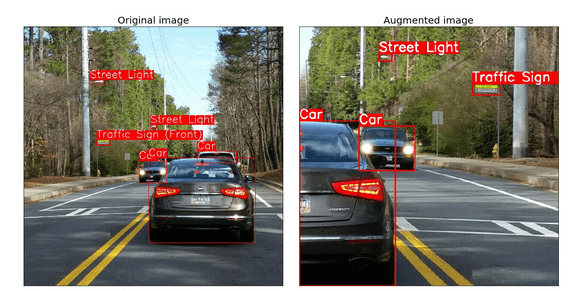 Original image
Augmented image
Street Light
Street Light
Traffic Sign (Front)
Car
Car
Street Light
Traffic Sign
Car
Car